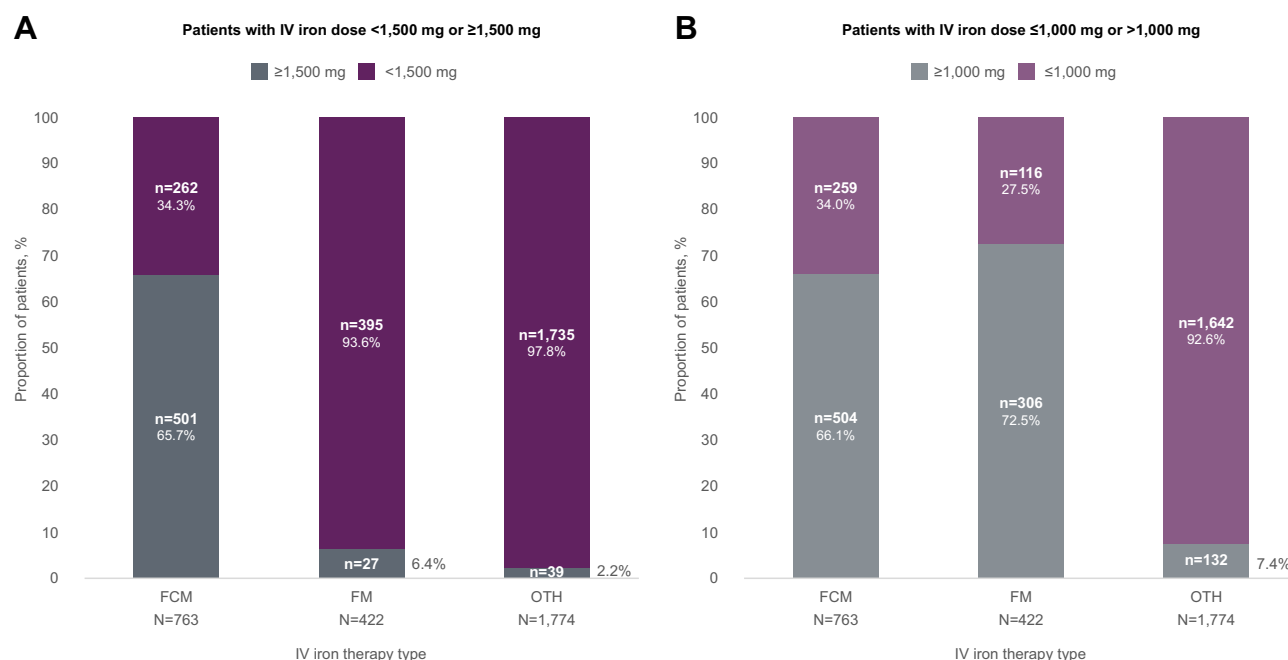 A
Patients with IV iron dose <1,500 mg or ≥1,500 mg
≥1,500 mg
<1,500 mg
Proportion of patients, %
100
90
80
70
60
50
40
30
20
10
0
n=262
34.3%
n=501
65.7%
n=395
93.6%
n=27
6.4%
n=1,735
97.8%
n=39
2.2%
FCM
N=763
FM
N=422
OTH
N=1,774
IV iron therapy type
B
Patients with IV iron dose ≤1,000 mg or >1,000 mg
≥1,000 mg
≤1,000 mg
Proportion of patients, %
100
90
80
70
60
50
40
30
20
10
0
n=259
34.0%
n=504
66.1%
n=116
27.5%
n=306
72.5%
n=1,642
92.6%
n=132
7.4%
FCM
N=763
FM
N=422
OTH
N=1,774
IV iron therapy type